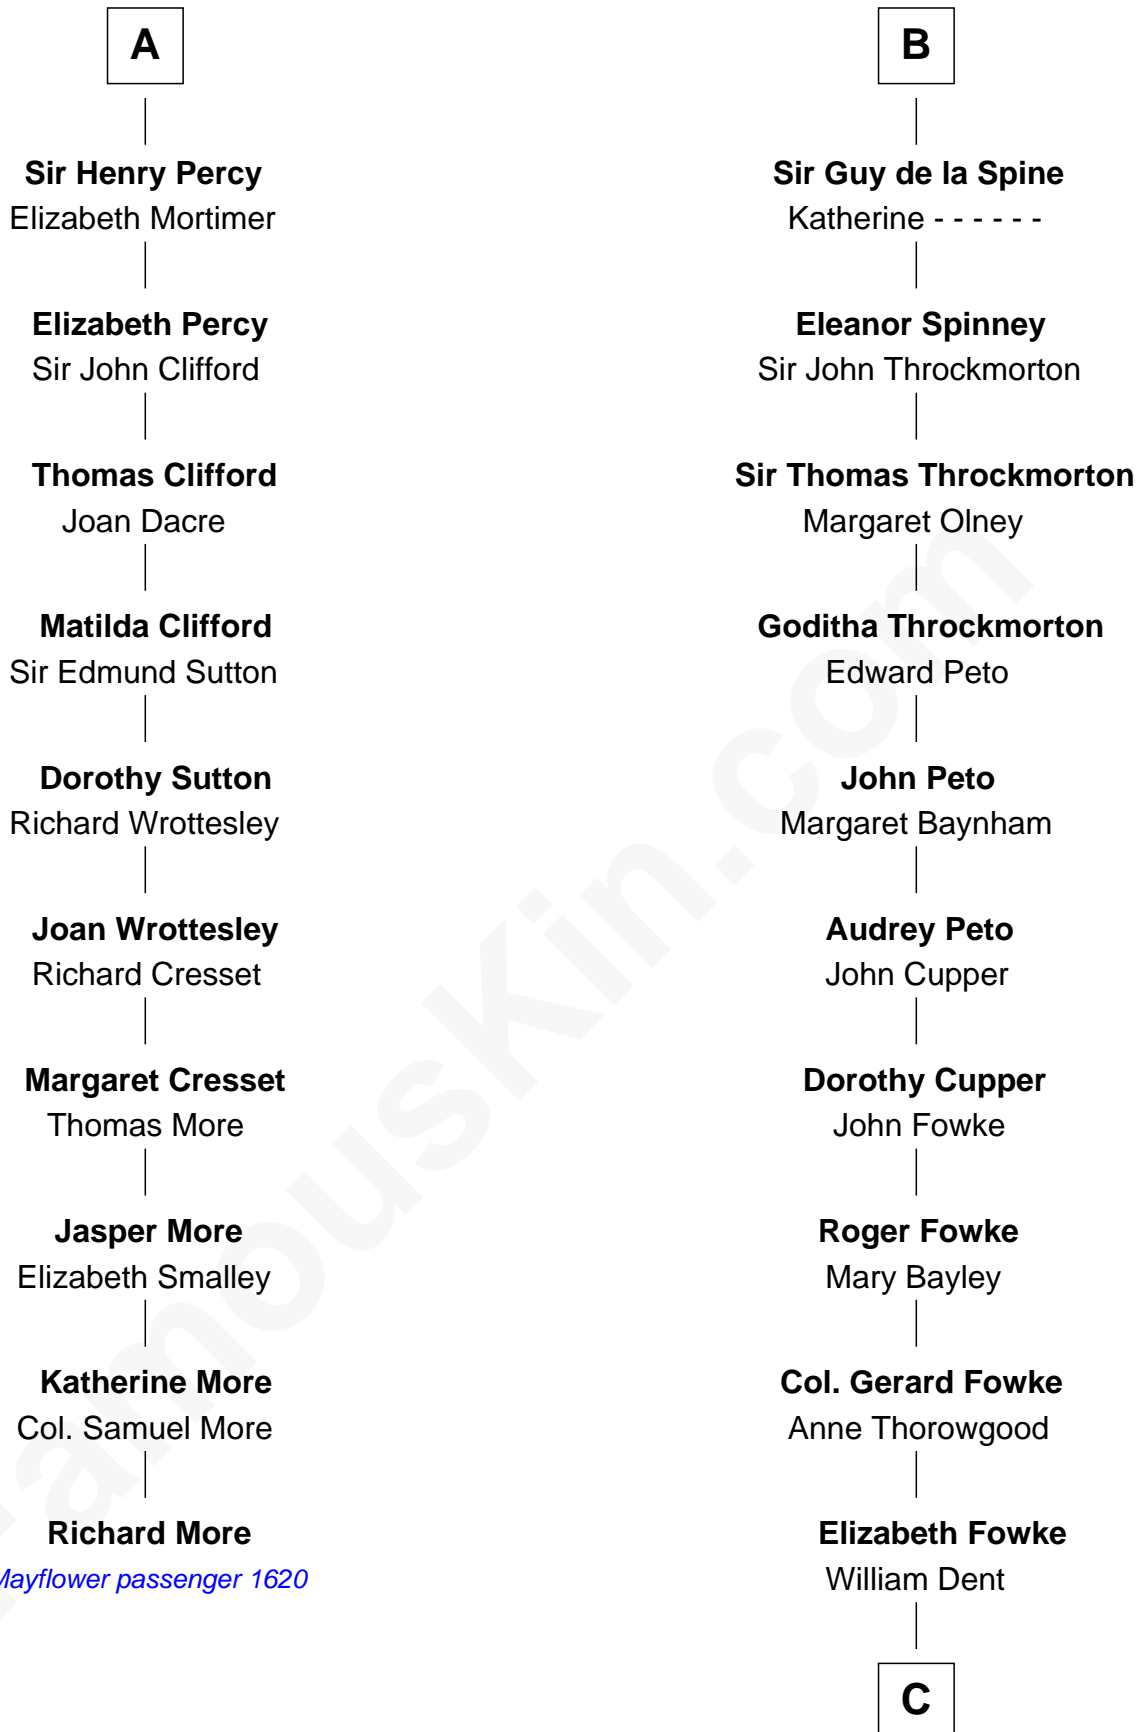 A
Sir Henry Percy
Elizabeth Mortimer
Elizabeth Percy
Sir John Clifford
Thomas Clifford
Joan Dacre
Matilda Clifford
Sir Edmund Sutton
Dorothy Sutton
Richard Wrottesley
Joan Wrottesley
Richard Cresset
Margaret Cresset
Thomas More
Jasper More
Elizabeth Smalley
Katherine More
Col. Samuel More
Richard More
Mayflower passenger 1620
B
Sir Guy de la Spine
Katherine - - - - - -
Eleanor Spinney
Sir John Throckmorton
Sir Thomas Throckmorton
Margaret Olney
Goditha Throckmorton
Edward Peto
John Peto
Margaret Baynham
Audrey Peto
John Cupper
Dorothy Cupper
John Fowke
Roger Fowke
Mary Bayley
Col. Gerard Fowke
Anne Thorowgood
Elizabeth Fowke
William Dent
C
FamousKin.com